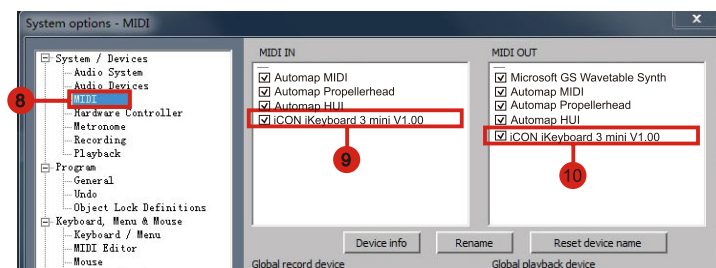 System options - MIDI
x
System / Devices
Audio System
Audio Devices
MIDI
Hardware Controller
Metronome
Recording
Playback
Program
General
Undo
Object Lock Definitions
Keyboard, Menu & Mouse
Keyboard / Menu
MIDI Editor
Mouse
8
MIDI IN
Automap MIDI
Automap Propellerhead
Automap HUI
iCON iKeyboard 3 mini V1.00
9
MIDI OUT
Microsoft GS Wavetable Synth
Automap MIDI
Automap Propellerhead
Automap HUI
iCON iKeyboard 3 mini V1.00
10
Device info
Rename
Reset device name
Global record device
Global playback device